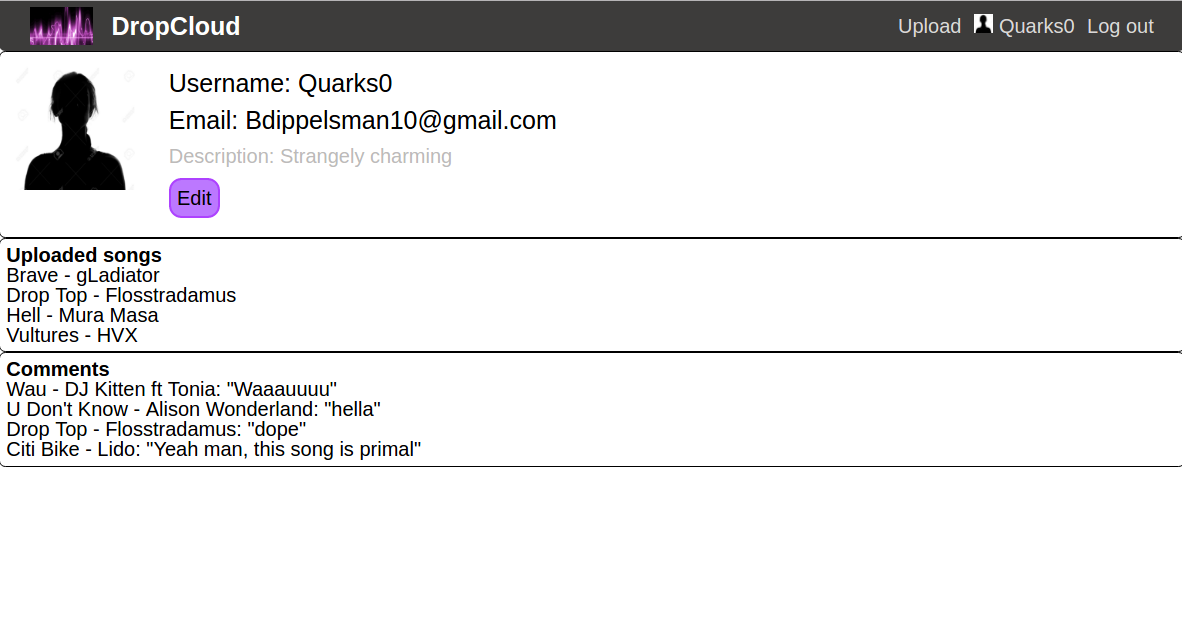 DropCloud Upload Quarks0 Log out
Username: Quarks0
Email: Bdippelsman10@gmail.com
Description: Strangely charming
Edit
Uploaded songs
Brave - gLadiator
Drop Top - Flosstradamus
Hell - Mura Masa
Vultures - HVX
Comments
Wau - DJ Kitten ft Tonia: "Waaauuuu"
U Don't Know - Alison Wonderland: "hella"
Drop Top - Flosstradamus: "dope"
Citi Bike - Lido: "Yeah man, this song is primal"